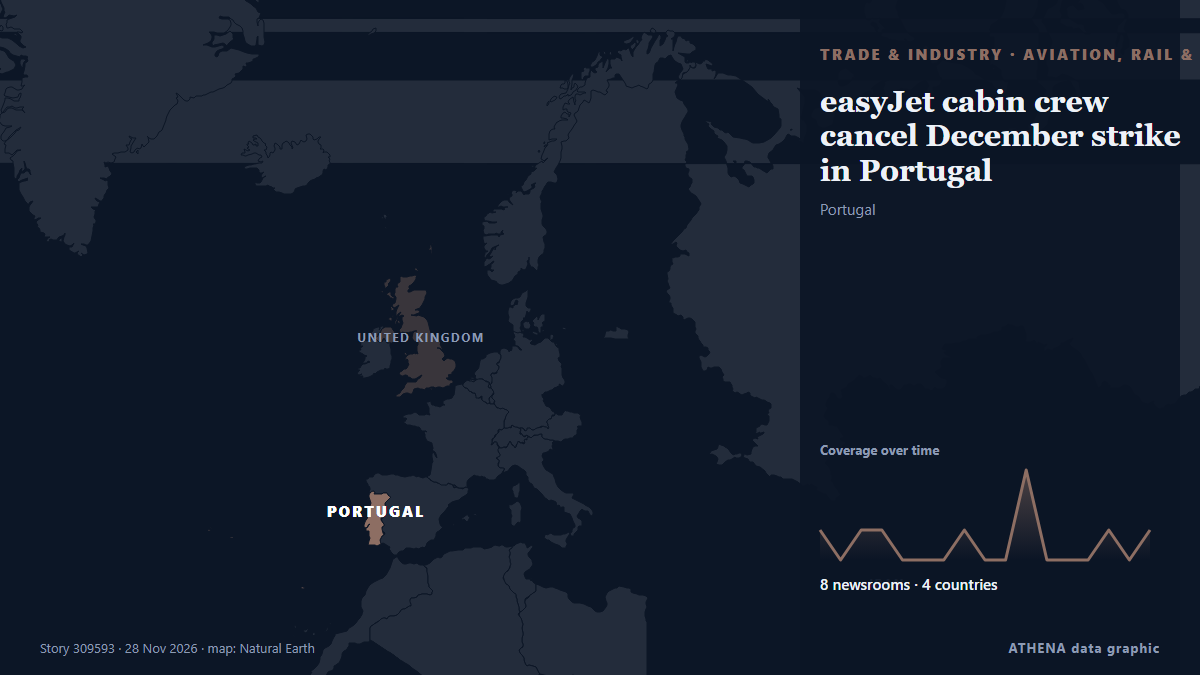 TRADE & INDUSTRY · AVIATION, RAIL &
easyJet cabin crew
cancel December strike
in Portugal
Portugal
UNITED KINGDOM
PORTUGAL
Coverage over time
8 newsrooms · 4 countries
Story 309593 · 28 Nov 2026 · map: Natural Earth
ATHENA data graphic